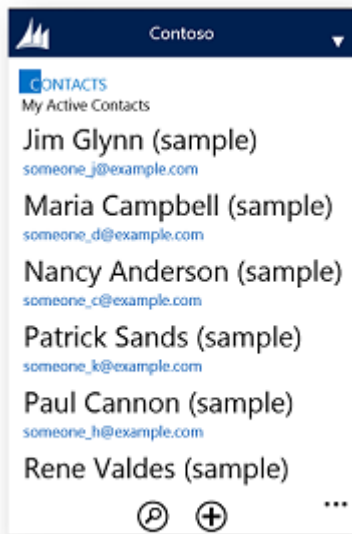 Contoso
CONTACTS
My Active Contacts
Jim Glynn (sample)
someone_j@example.com
Maria Campbell (sample)
someone_d@example.com
Nancy Anderson (sample)
someone_c@example.com
Patrick Sands (sample)
someone_k@example.com
Paul Cannon (sample)
someone_h@example.com
Rene Valdes (sample)